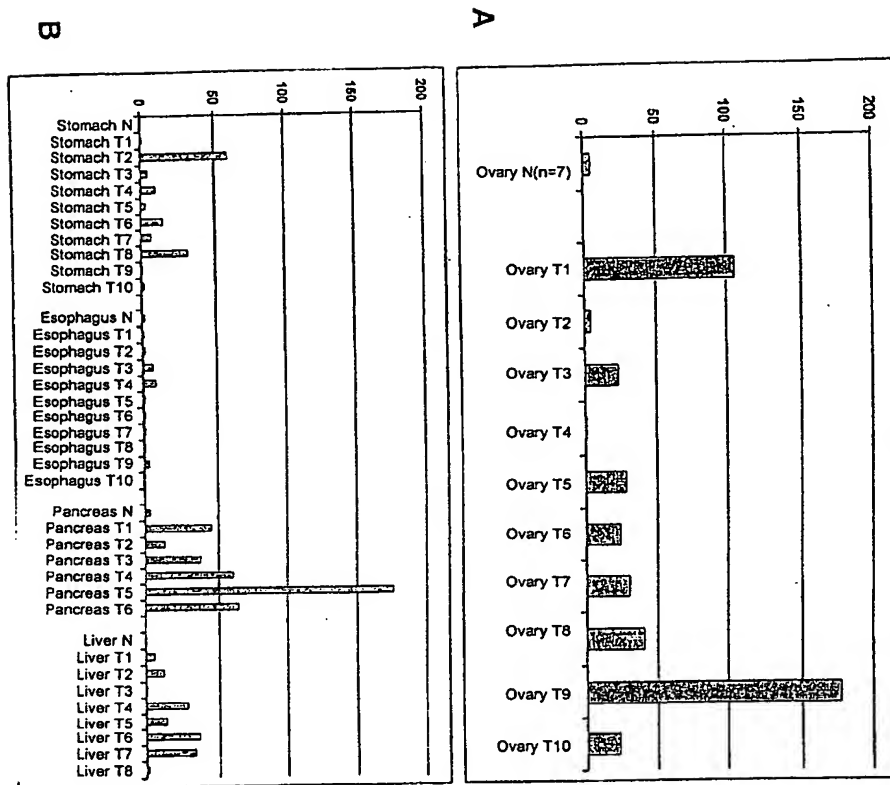 A
0
50
100
150
200
Ovary N(n=7)
Ovary T1
Ovary T2
Ovary T3
Ovary T4
Ovary T5
Ovary T6
Ovary T7
Ovary T8
Ovary T9
Ovary T10
B
0
50
100
150
200
Stomach N
Stomach T1
Stomach T2
Stomach T3
Stomach T4
Stomach T5
Stomach T6
Stomach T7
Stomach T8
Stomach T9
Stomach T10
Esophagus N
Esophagus T1
Esophagus T2
Esophagus T3
Esophagus T4
Esophagus T5
Esophagus T6
Esophagus T7
Esophagus T8
Esophagus T9
Esophagus T10
Pancreas N
Pancreas T1
Pancreas T2
Pancreas T3
Pancreas T4
Pancreas T5
Pancreas T6
Liver N
Liver T1
Liver T2
Liver T3
Liver T4
Liver T5
Liver T6
Liver T7
Liver T8